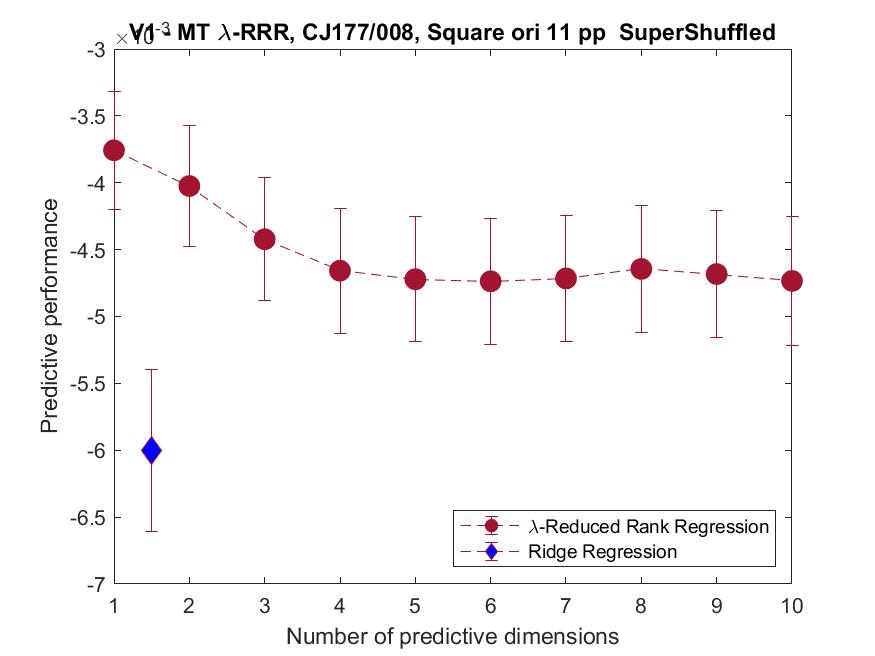 V1 - MT λ-RRR, CJ177/008, Square ori 11 pp  SuperShuffled
×10-3
-3
-3.5
-4
-4.5
-5
-5.5
-6
-6.5
-7
Predictive performance
1 2 3 4 5 6 7 8 9 10
Number of predictive dimensions
λ-Reduced Rank Regression
Ridge Regression